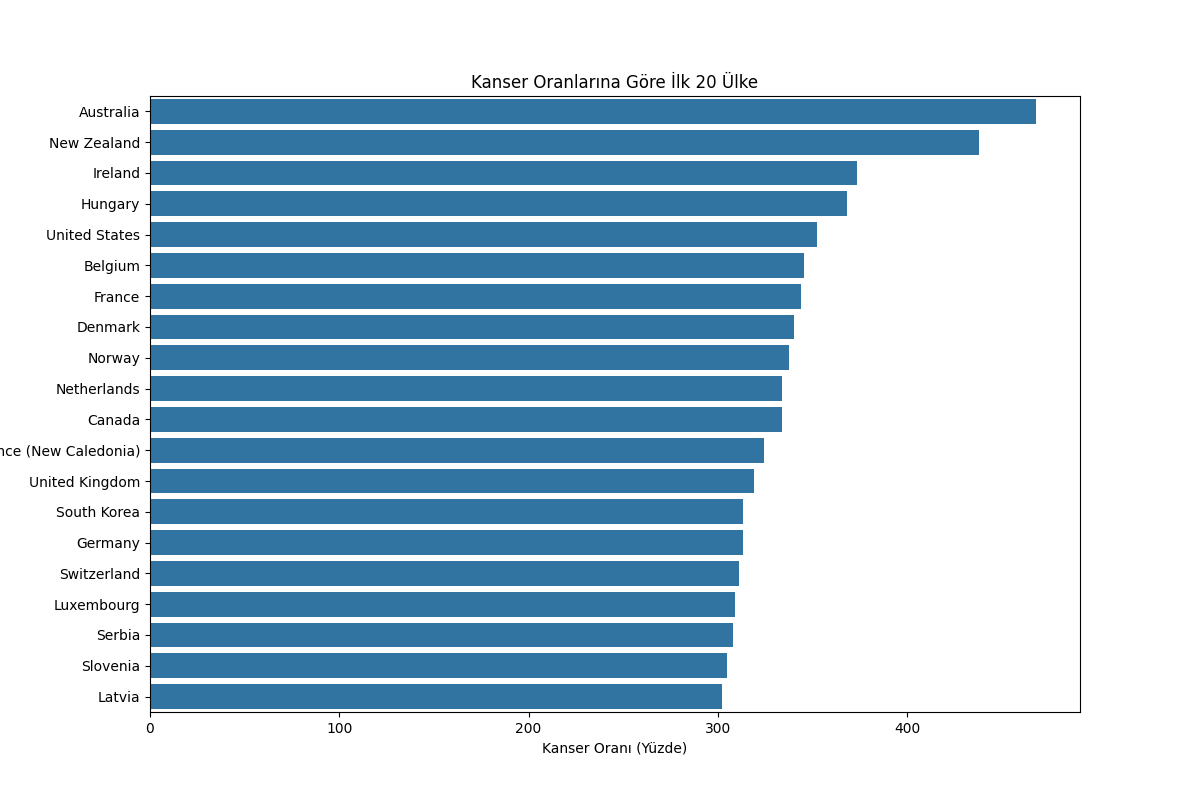 Kanser Oranlarına Göre İlk 20 Ülke
Australia
New Zealand
Ireland
Hungary
United States
Belgium
France
Denmark
Norway
Netherlands
Canada
nce (New Caledonia)
United Kingdom
South Korea
Germany
Switzerland
Luxembourg
Serbia
Slovenia
Latvia
0 100 200 300 400
Kanser Oranı (Yüzde)